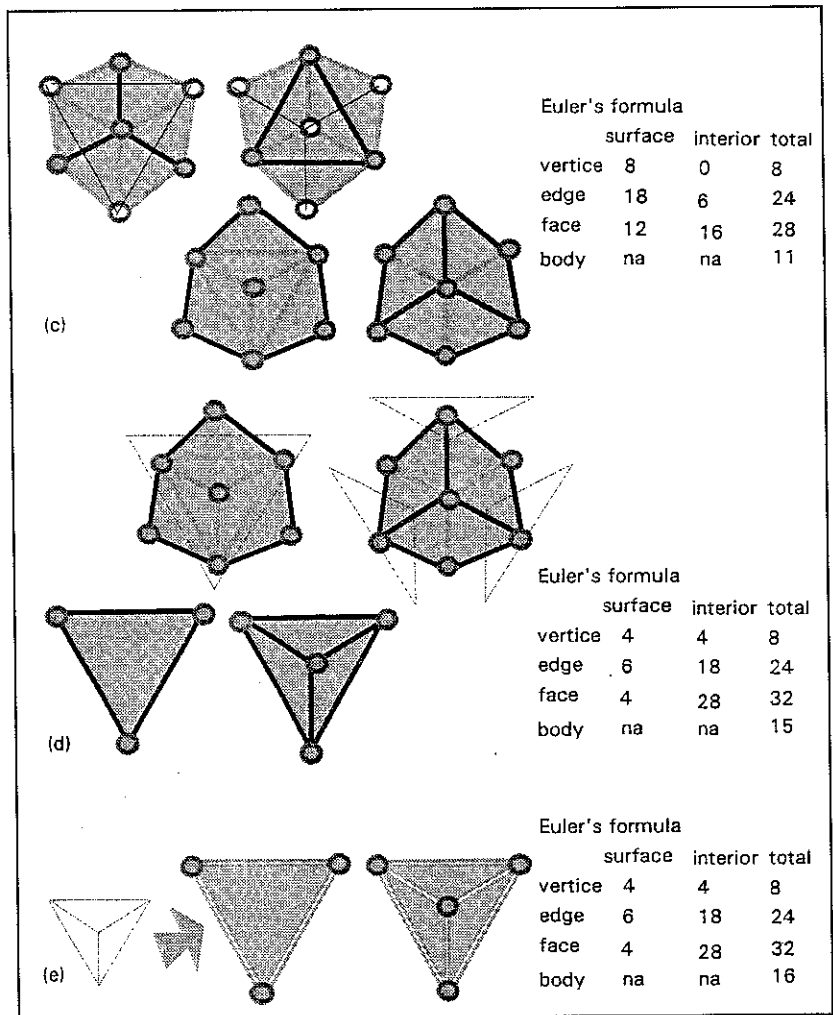 Euler's formula
surface interior total
vertice 8 0 8
edge 18 6 24
face 12 16 28
body na na 11
(c)
Euler's formula
surface interior total
vertice 4 4 8
edge 6 18 24
face 4 28 32
body na na 15
(d)
Euler's formula
surface interior total
vertice 4 4 8
edge 6 18 24
face 4 28 32
body na na 16
(e)